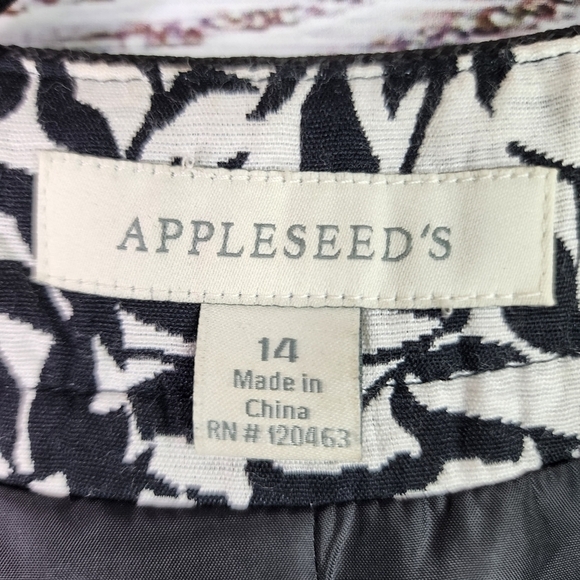 APPLESEED'S
14
Made in
China
RN # 120463